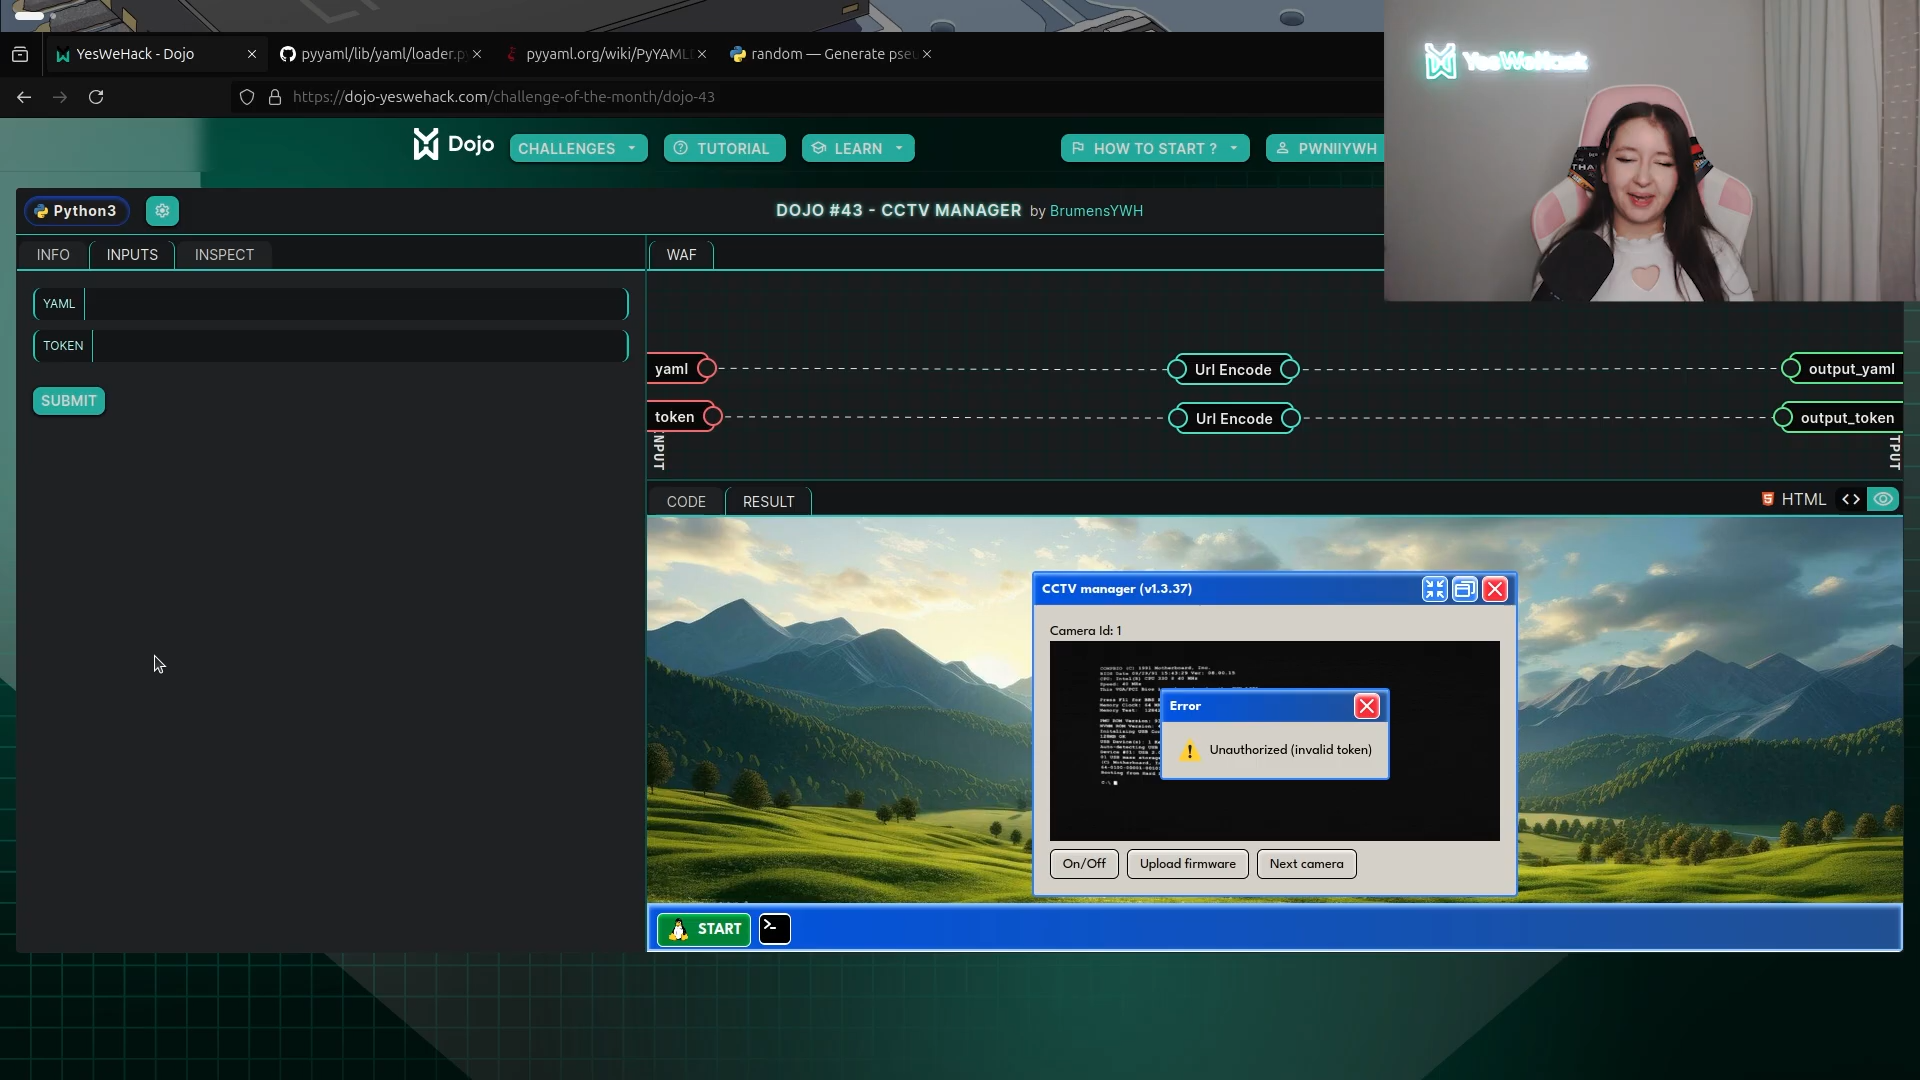 YesWeHack - Dojo
pyyaml/lib/yaml/loader.p
pyyaml.org/wiki/PyYAML
random — Generate pseu
https://dojo-yeswehack.com/challenge-of-the-month/dojo-43
YesWeHack
Dojo
CHALLENGES
TUTORIAL
LEARN
HOW TO START ?
PWNIIYWH
Python3
DOJO #43 - CCTV MANAGER by BrumensYWH
INFO
INPUTS
INSPECT
WAF
YAML
TOKEN
SUBMIT
yaml
Url Encode
output_yaml
token
Url Encode
output_token
NPUT
TPUT
CODE
RESULT
HTML
CCTV manager (v1.3.37)
Camera Id: 1
Error
Unauthorized (invalid token)
On/Off
Upload firmware
Next camera
START